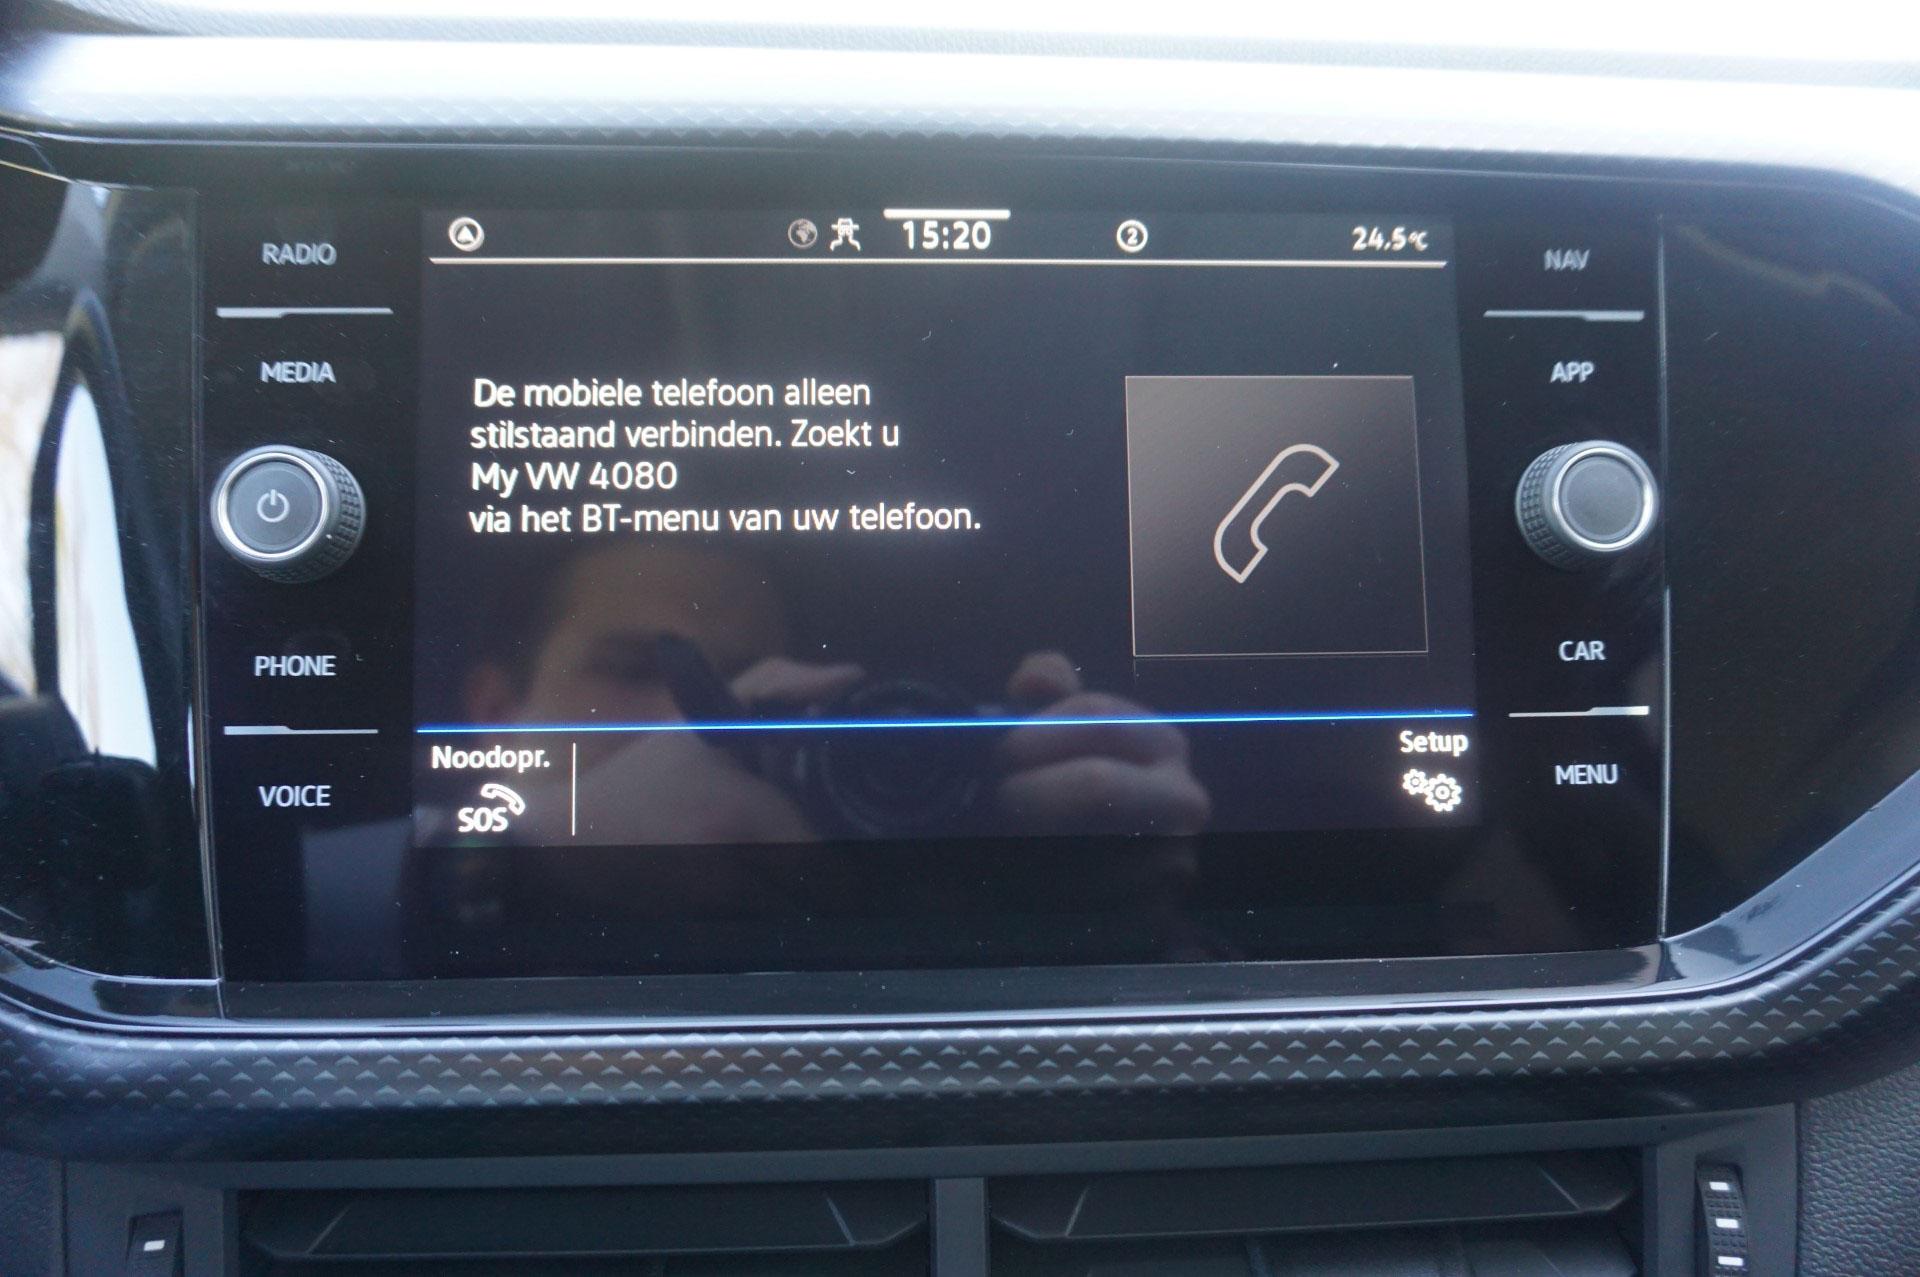 RADIO
MEDIA
PHONE
VOICE
15:20
2
24.5°C
De mobiele telefoon alleen
stilstaand verbinden. Zoekt u
My VW 4080
via het BT-menu van uw telefoon.
Noodopr.
SOS
Setup
NAV
APP
CAR
MENU